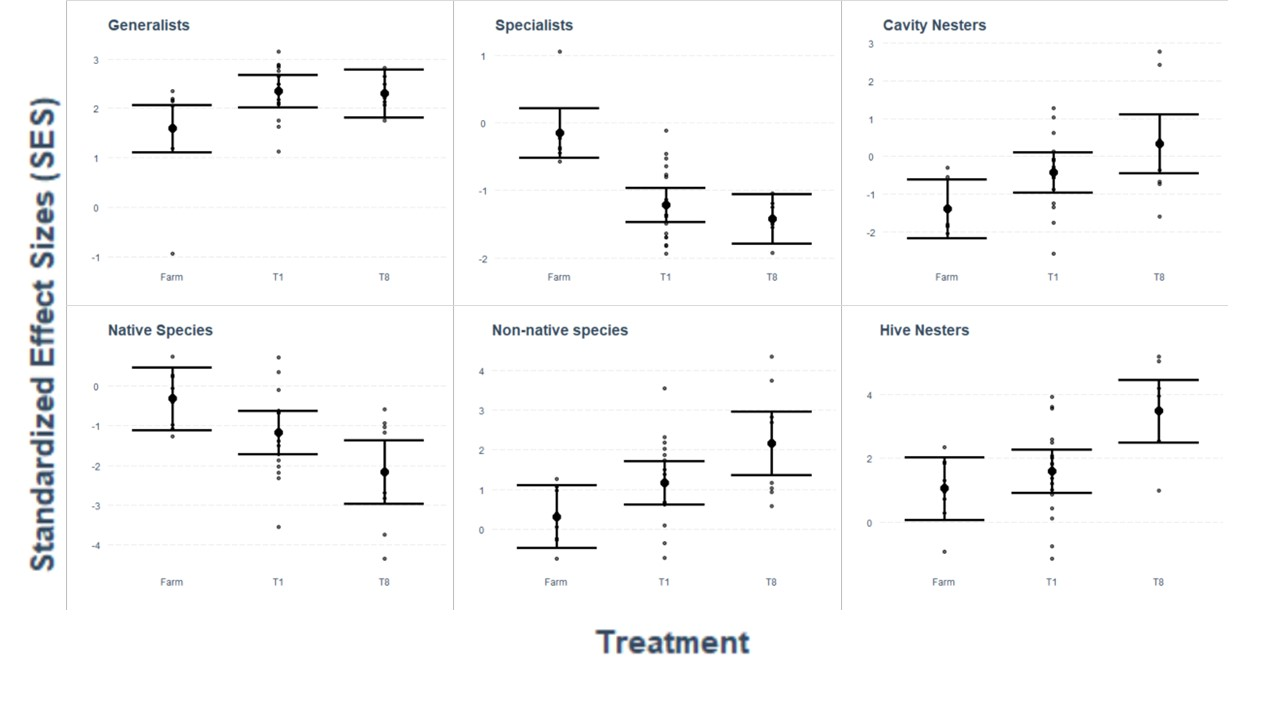 Standardized Effect Sizes (SES)
Generalists
3
2
1
0
-1
Farm T1 T8
Specialists
1
0
-1
-2
Farm T1 T8
Cavity Nesters
3
2
1
0
-1
-2
Farm T1 T8
Native Species
0
-1
-2
-3
-4
Farm T1 T8
Non-native species
4
3
2
1
0
Farm T1 T8
Hive Nesters
4
2
0
Farm T1 T8
Treatment